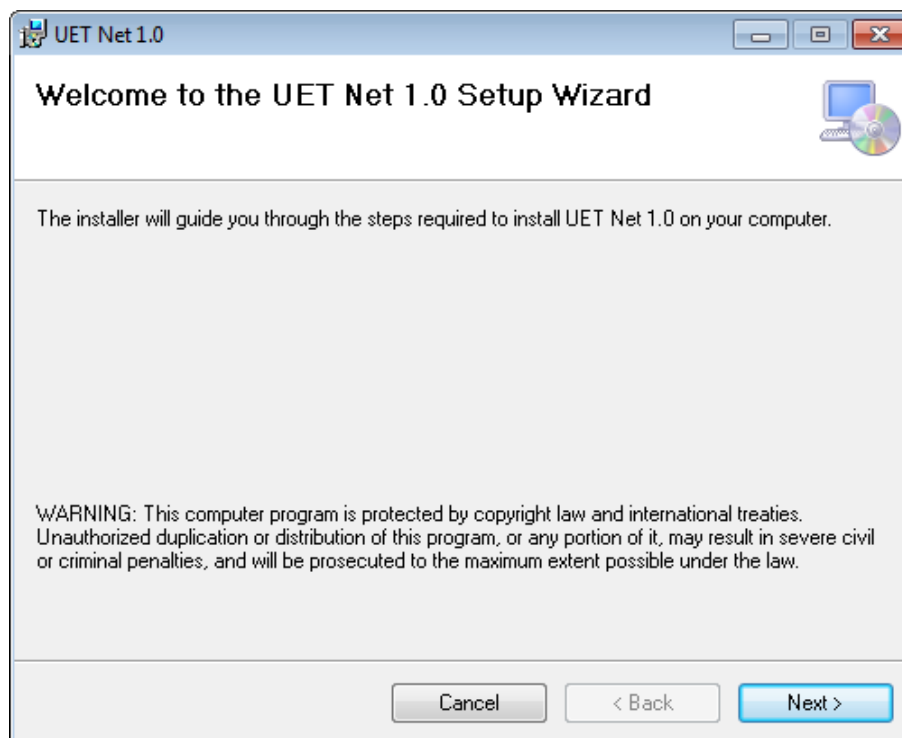 UET Net 1.0
Welcome to the UET Net 1.0 Setup Wizard
The installer will guide you through the steps required to install UET Net 1.0 on your computer.
WARNING: This computer program is protected by copyright law and international treaties.
Unauthorized duplication or distribution of this program, or any portion of it, may result in severe civil
or criminal penalties, and will be prosecuted to the maximum extent possible under the law.
Cancel
< Back
Next >